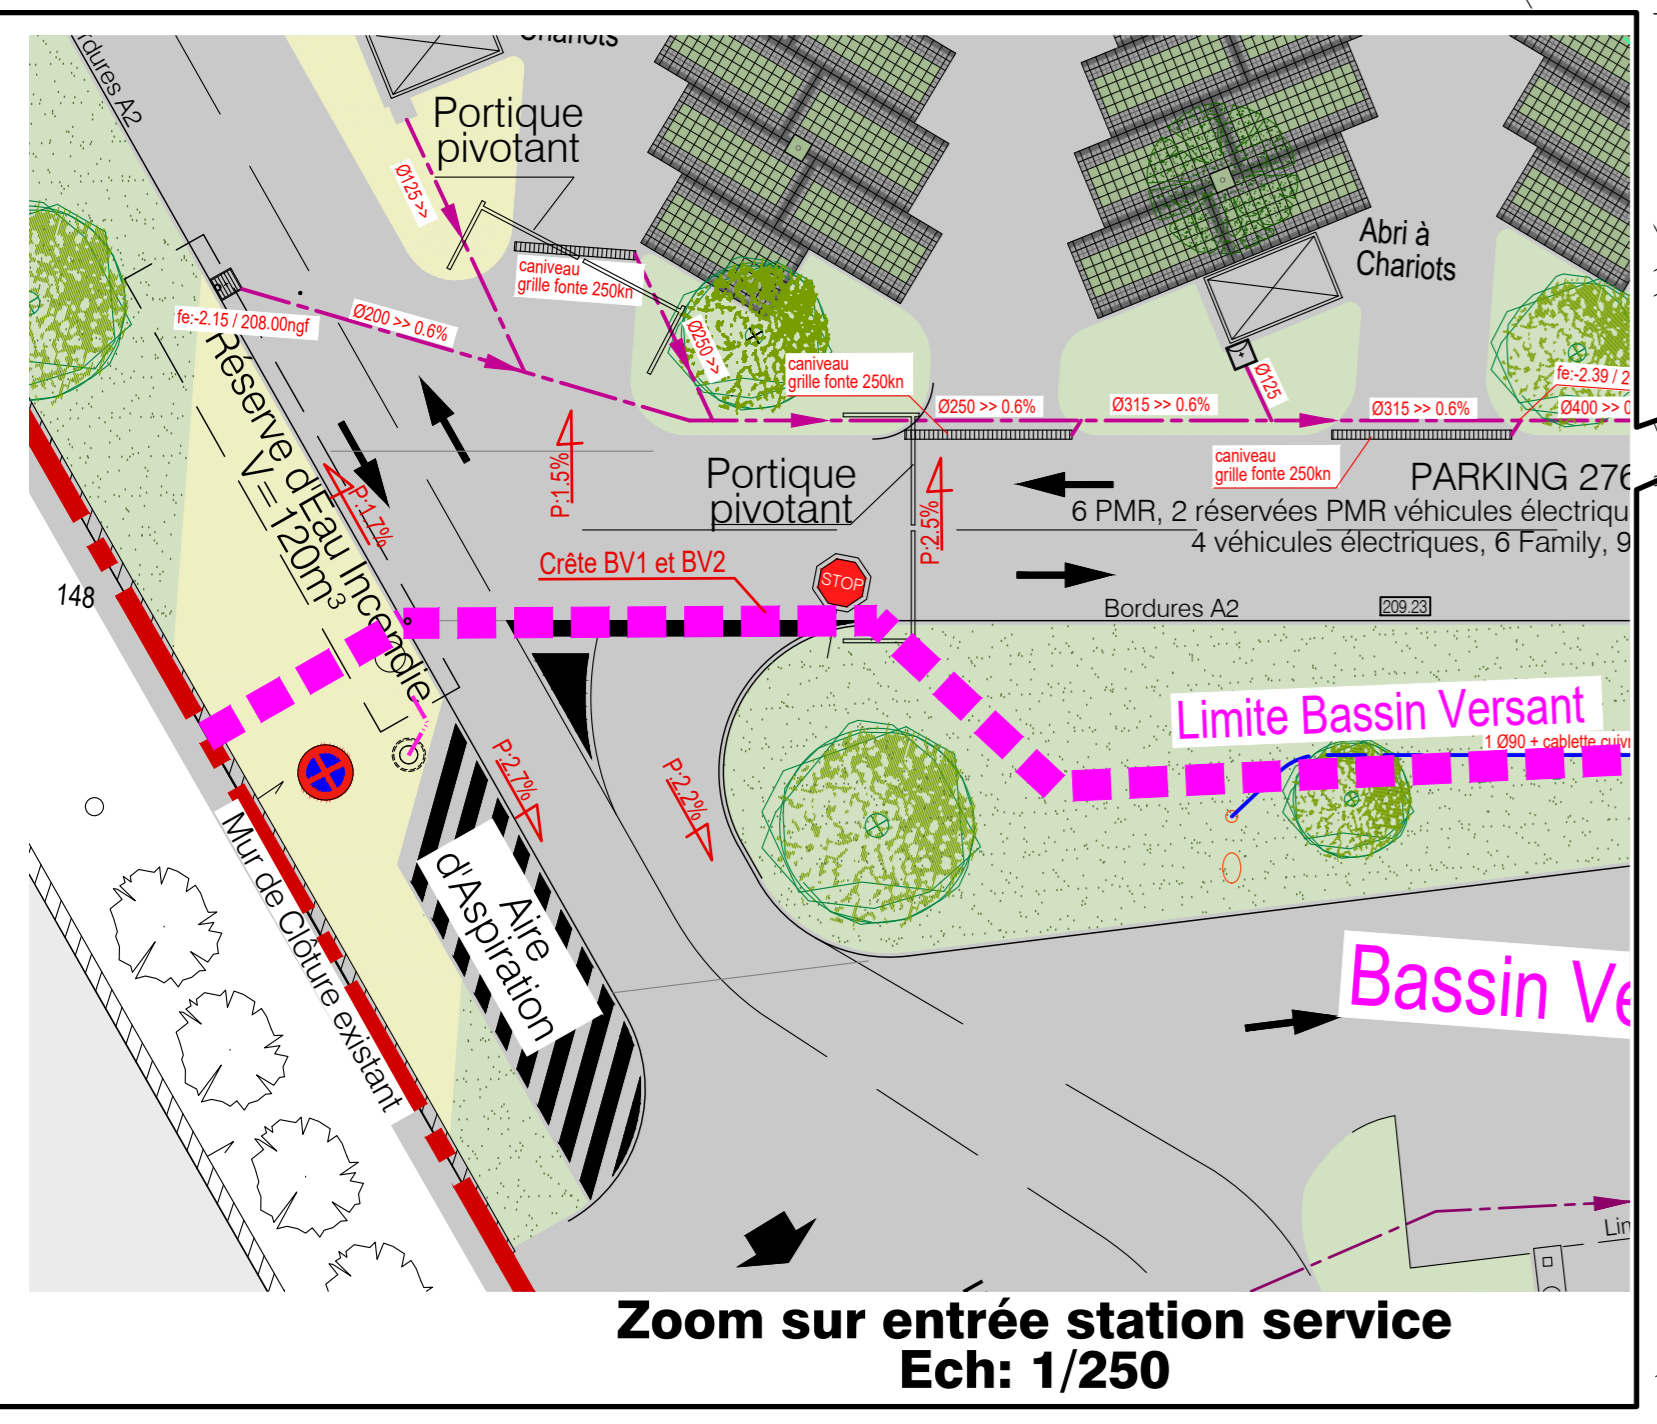 Chariots
Bordures A2
Portique
pivotant
Ø125 >>
caniveau
grille fonte 250kn
Abri à
Chariots
fe:-2.15 / 208.00ngf
Ø200 >> 0.6%
Ø250 >>
caniveau
grille fonte 250kn
Ø125
fe:-2.39 / 2
Ø250 >> 0.6%
Ø315 >> 0.6%
Ø315 >> 0.6%
Ø400 >> 0
Réserve d'Eau Incendie
V= 120m³
P:1.7%
P:1.5%
Portique
pivotant
P:2.5%
caniveau
grille fonte 250kn
PARKING 276
6 PMR, 2 réservées PMR véhicules électriqu
4 véhicules électriques, 6 Family, 9
Crête BV1 et BV2
STOP
148
Bordures A2
209.23
Limite Bassin Versant
1 Ø90 + cablette cuivr
P:2.7%
P:2.2%
Mur de Clôture existant
Aire
d'Aspiration
Bassin Ve
Lim
Zoom sur entrée station service
Ech: 1/250